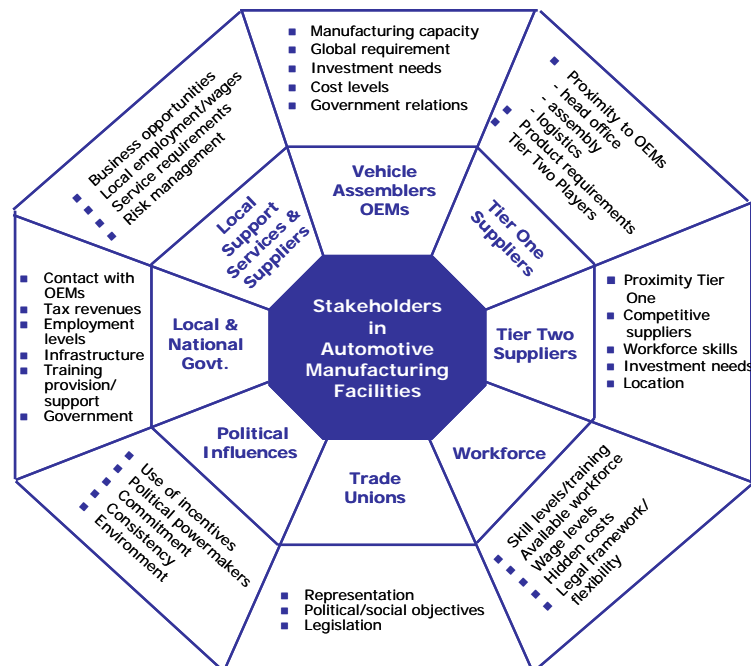 Manufacturing capacity
Global requirement
Investment needs
Cost levels
Government relations
Proximity to OEMs
- head office
- assembly
- logistics
Product requirements
Tier Two Players
Proximity Tier
One
Competitive
suppliers
Workforce skills
Investment needs
Location
Skill levels/training
Available workforce
Wage levels
Hidden costs
Legal framework/
flexibility
Representation
Political/social objectives
Legislation
Use of incentives
Political powermakers
Commitment
Consistency
Environment
Contact with
OEMs
Tax revenues
Employment
levels
Infrastructure
Training
provision/
support
Government
Business opportunities
Local employment/wages
Service requirements
Risk management
Vehicle
Assemblers
OEMs
Tier One
Suppliers
Tier Two
Suppliers
Workforce
Trade
Unions
Political
Influences
Local &
National
Govt.
Local
Support
Services &
Suppliers
Stakeholders
in
Automotive
Manufacturing
Facilities